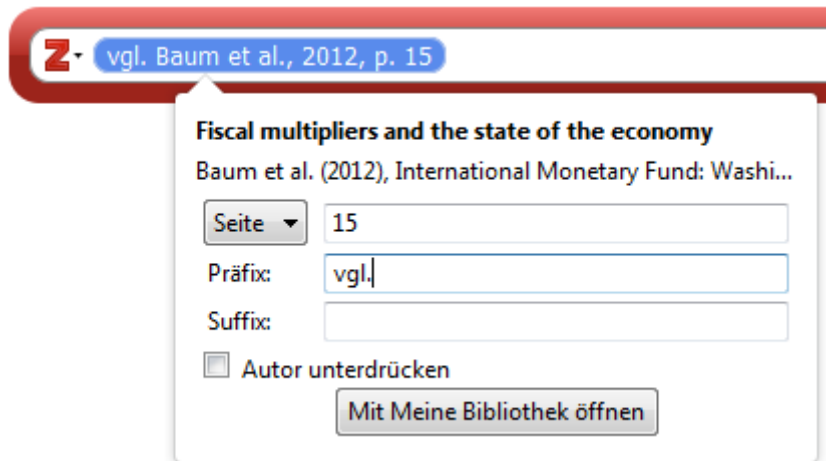 Z vgl. Baum et al., 2012, p. 15
Fiscal multipliers and the state of the economy
Baum et al. (2012), International Monetary Fund: Washi...
Seite 15
Präfix: vgl.
Suffix:
Autor unterdrücken
Mit Meine Bibliothek öffnen